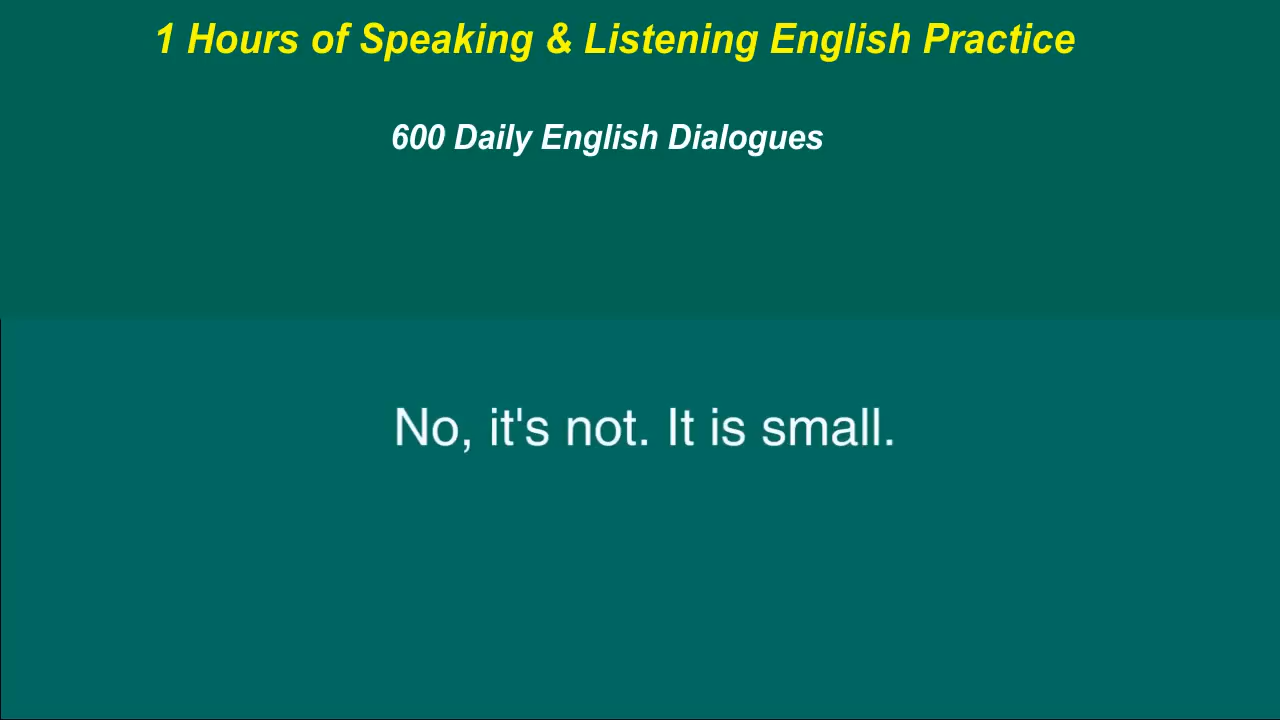 1 Hours of Speaking & Listening English Practice
600 Daily English Dialogues
No, it's not. It is small.